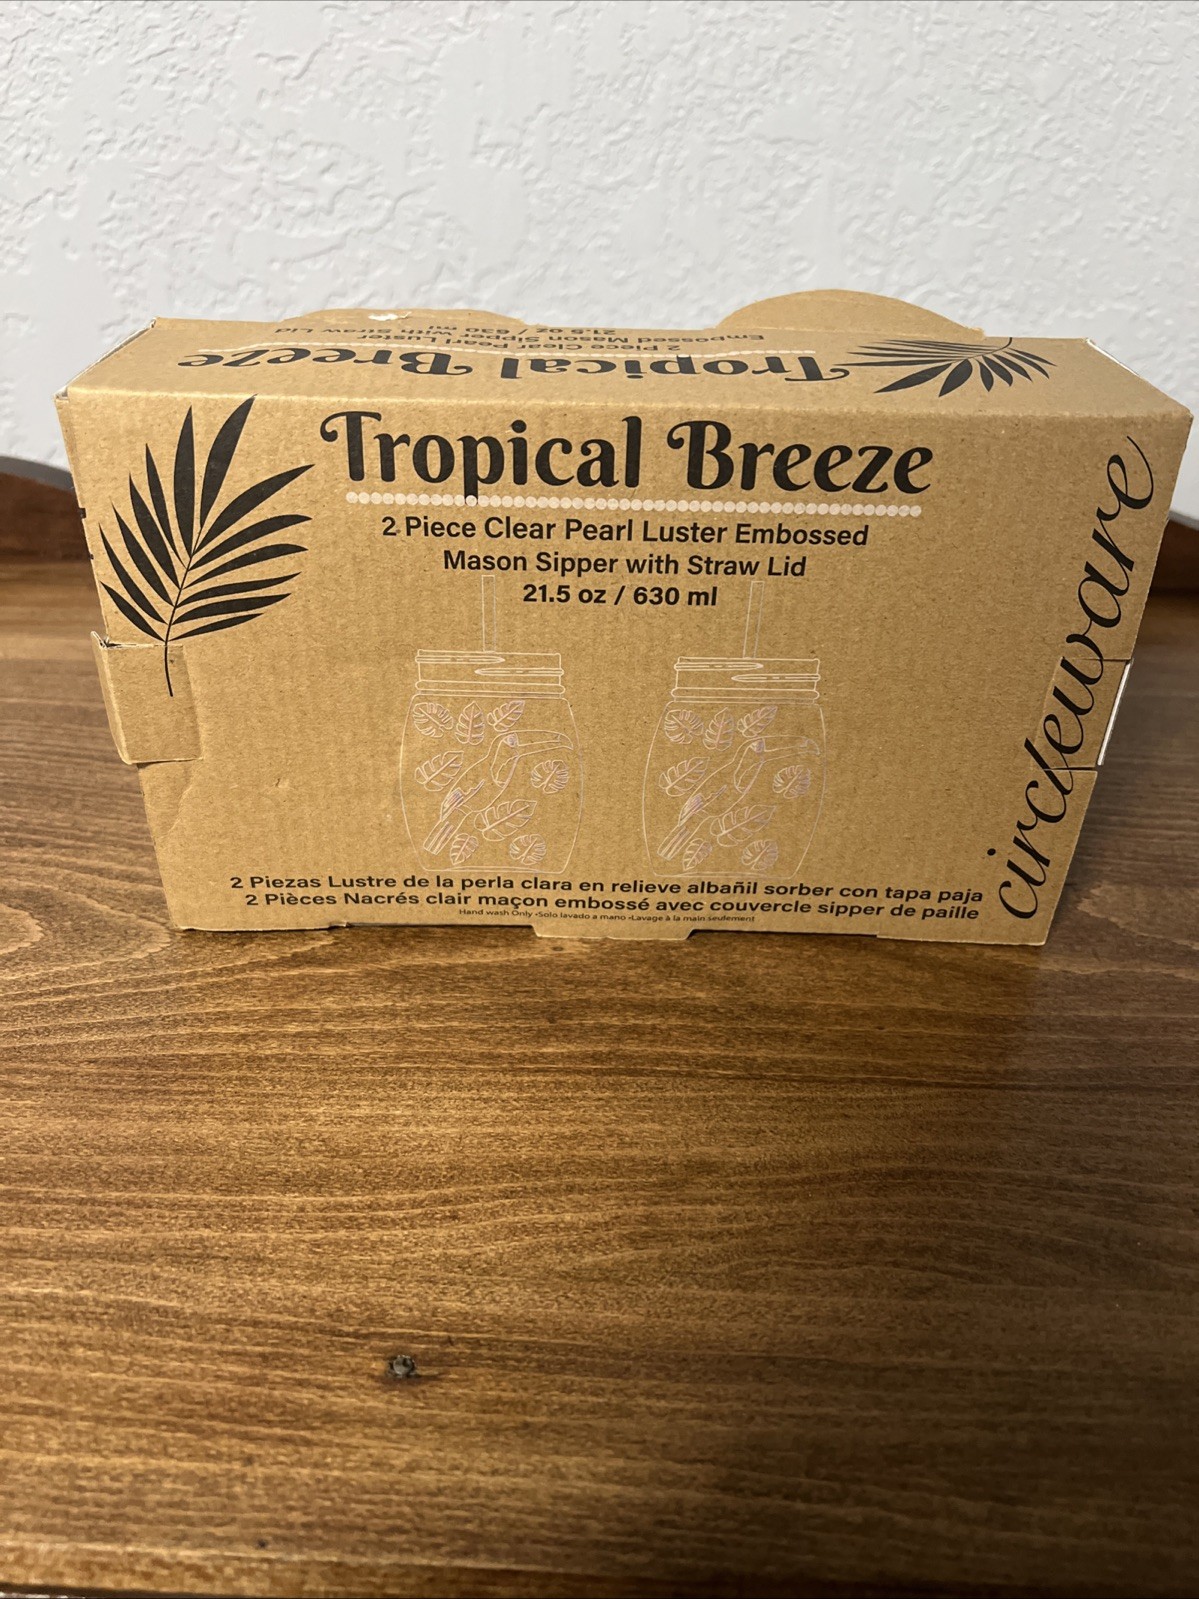 Tropical Breeze
2 Piece Clear Pearl Luster
Embossed Mason Sipper with Straw Lid
21.5 oz / 630 ml
Tropical Breeze
2 Piece Clear Pearl Luster Embossed
Mason Sipper with Straw Lid
21.5 oz / 630 ml
circleware
2 Piezas Lustre de la perla clara en relieve albañil sorber con tapa paja
2 Pièces Nacrés clair maçon embossé avec couvercle sipper de paille
Hand wash Only •Solo lavado a mano •Lavage à la main seulement